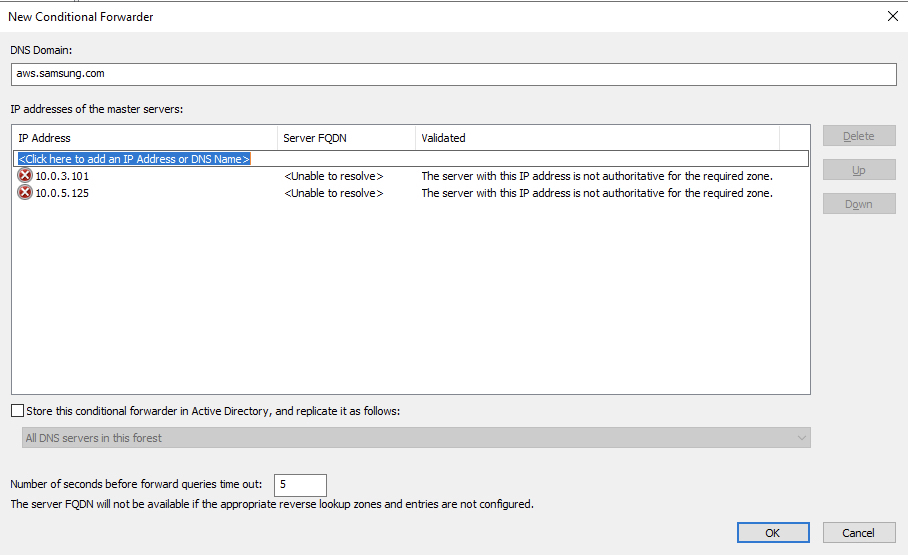 New Conditional Forwarder
DNS Domain:
aws.samsung.com
IP addresses of the master servers:
IP Address Server FQDN Validated
<Click here to add an IP Address or DNS Name>
10.0.3.101 <Unable to resolve> The server with this IP address is not authoritative for the required zone.
10.0.5.125 <Unable to resolve> The server with this IP address is not authoritative for the required zone.
Delete
Up
Down
Store this conditional forwarder in Active Directory, and replicate it as follows:
All DNS servers in this forest
Number of seconds before forward queries time out: 5
The server FQDN will not be available if the appropriate reverse lookup zones and entries are not configured.
OK Cancel